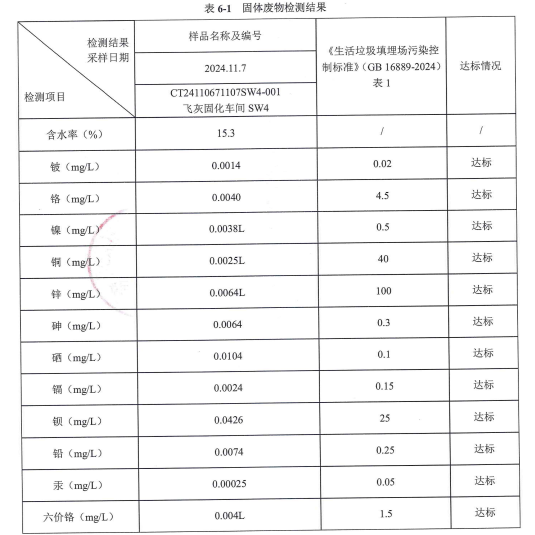 表 6-1 固体废物检测结果
检测结果
采样日期
检测项目
样品名称及编号
2024.11.7
CT24110671107SW4-001
飞灰固化车间 SW4
《生活垃圾填埋场污染控
制标准》（GB 16889-2024）
表 1
达标情况
含水率（%） 15.3 / /
铍（mg/L） 0.0014 0.02 达标
铬（mg/L） 0.0040 4.5 达标
镍（mg/L） 0.0038L 0.5 达标
铜（mg/L） 0.0025L 40 达标
锌（mg/L） 0.0064L 100 达标
砷（mg/L） 0.0064 0.3 达标
硒（mg/L） 0.0104 0.1 达标
镉（mg/L） 0.0024 0.15 达标
钡（mg/L） 0.0426 25 达标
铅（mg/L） 0.0074 0.25 达标
汞（mg/L） 0.00025 0.05 达标
六价铬（mg/L） 0.004L 1.5 达标